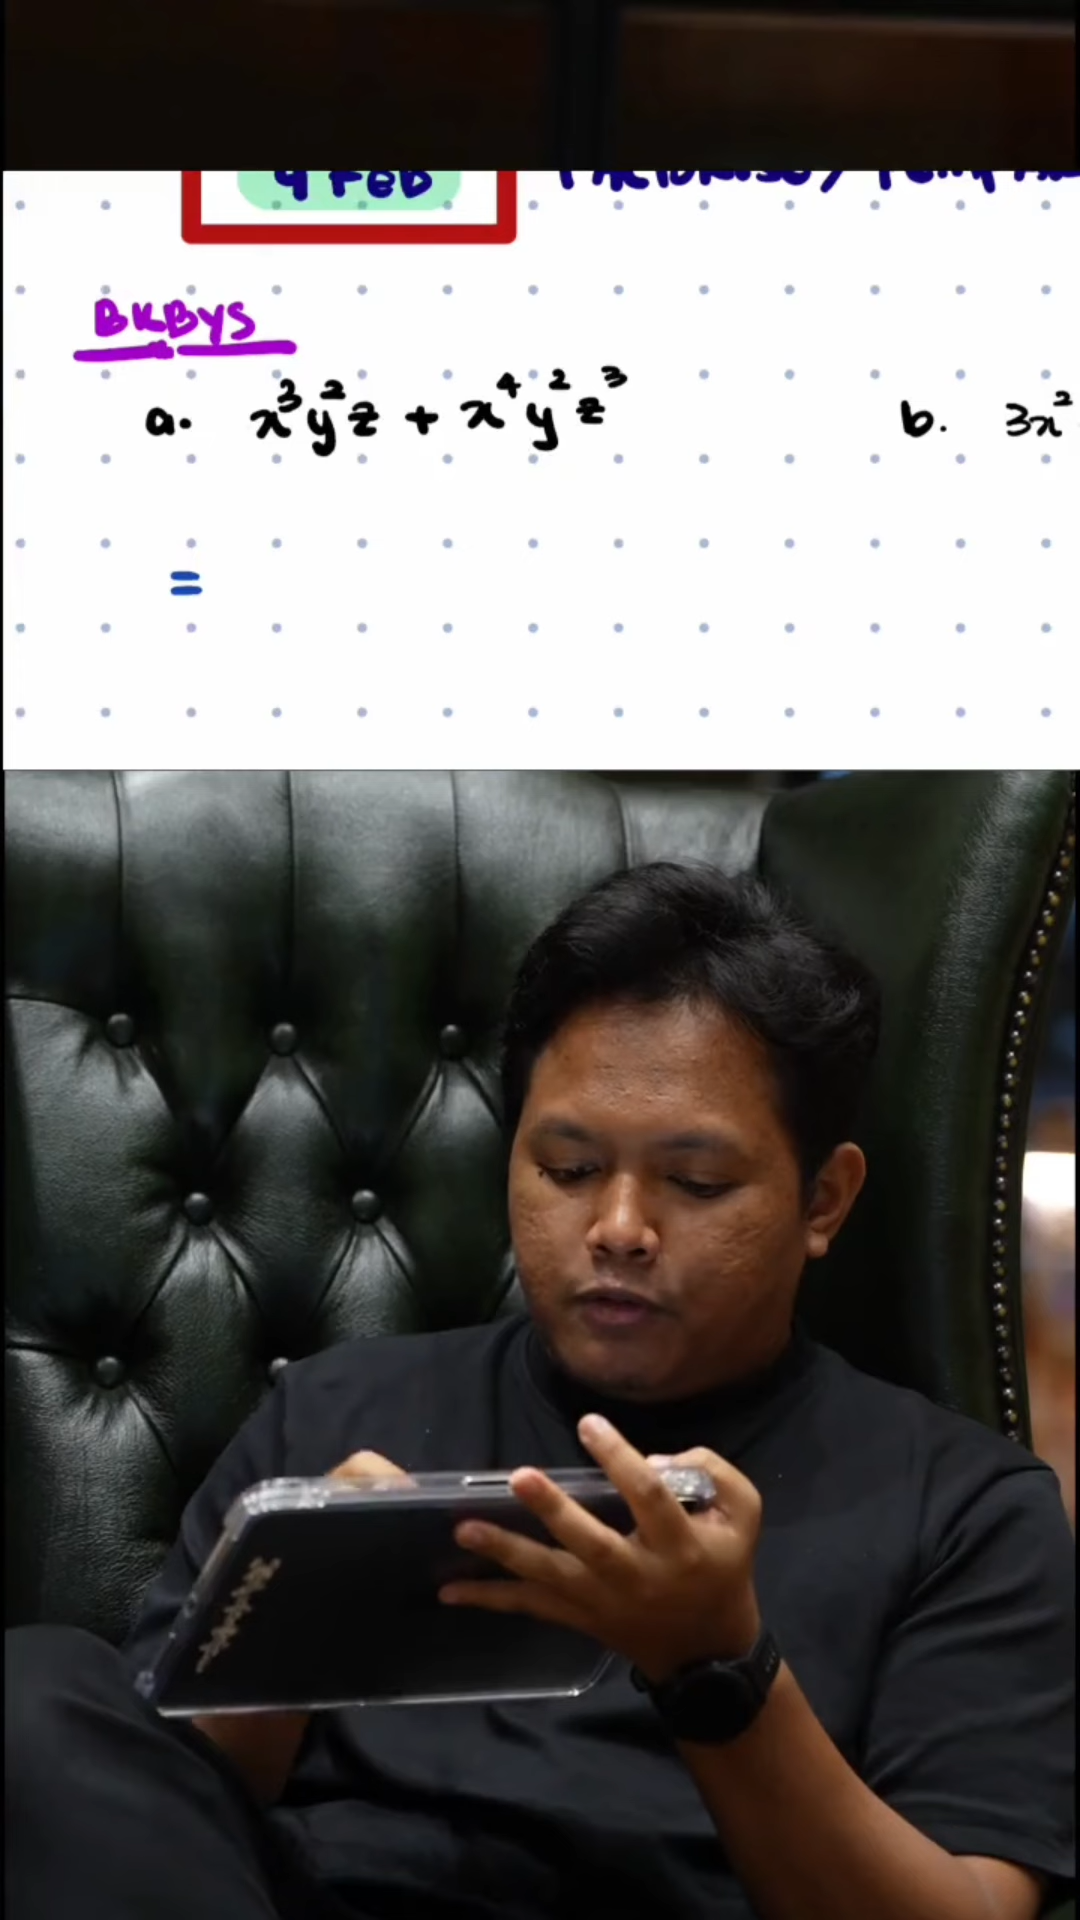 9 Feb
BKBYS
a. x³y²z + x⁴y²z³
b. 3x²
=